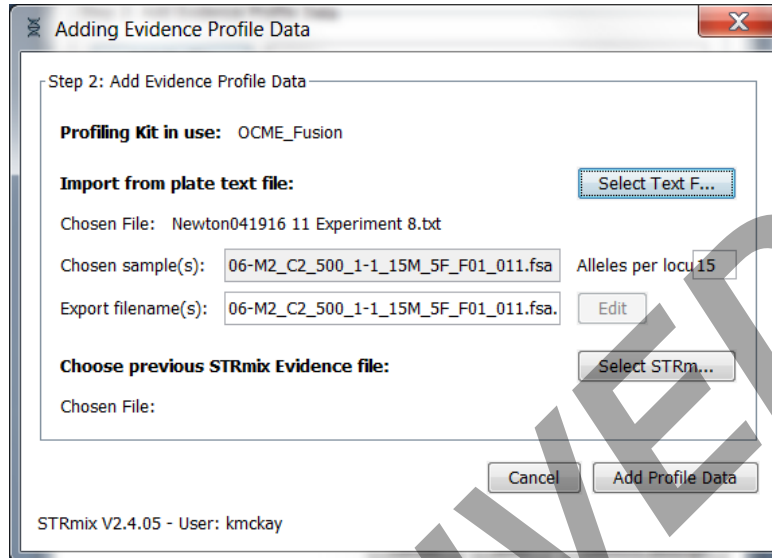 Adding Evidence Profile Data
X
Step 2: Add Evidence Profile Data
Profiling Kit in use: OCME_Fusion
Import from plate text file: Select Text F...
Chosen File: Newton041916 11 Experiment 8.txt
Chosen sample(s): 06-M2_C2_500_1-1_15M_5F_F01_011.fsa Alleles per locu 15
Export filename(s): 06-M2_C2_500_1-1_15M_5F_F01_011.fsa. Edit
Choose previous STRmix Evidence file: Select STRm...
Chosen File:
Cancel Add Profile Data
STRmix V2.4.05 - User: kmckay